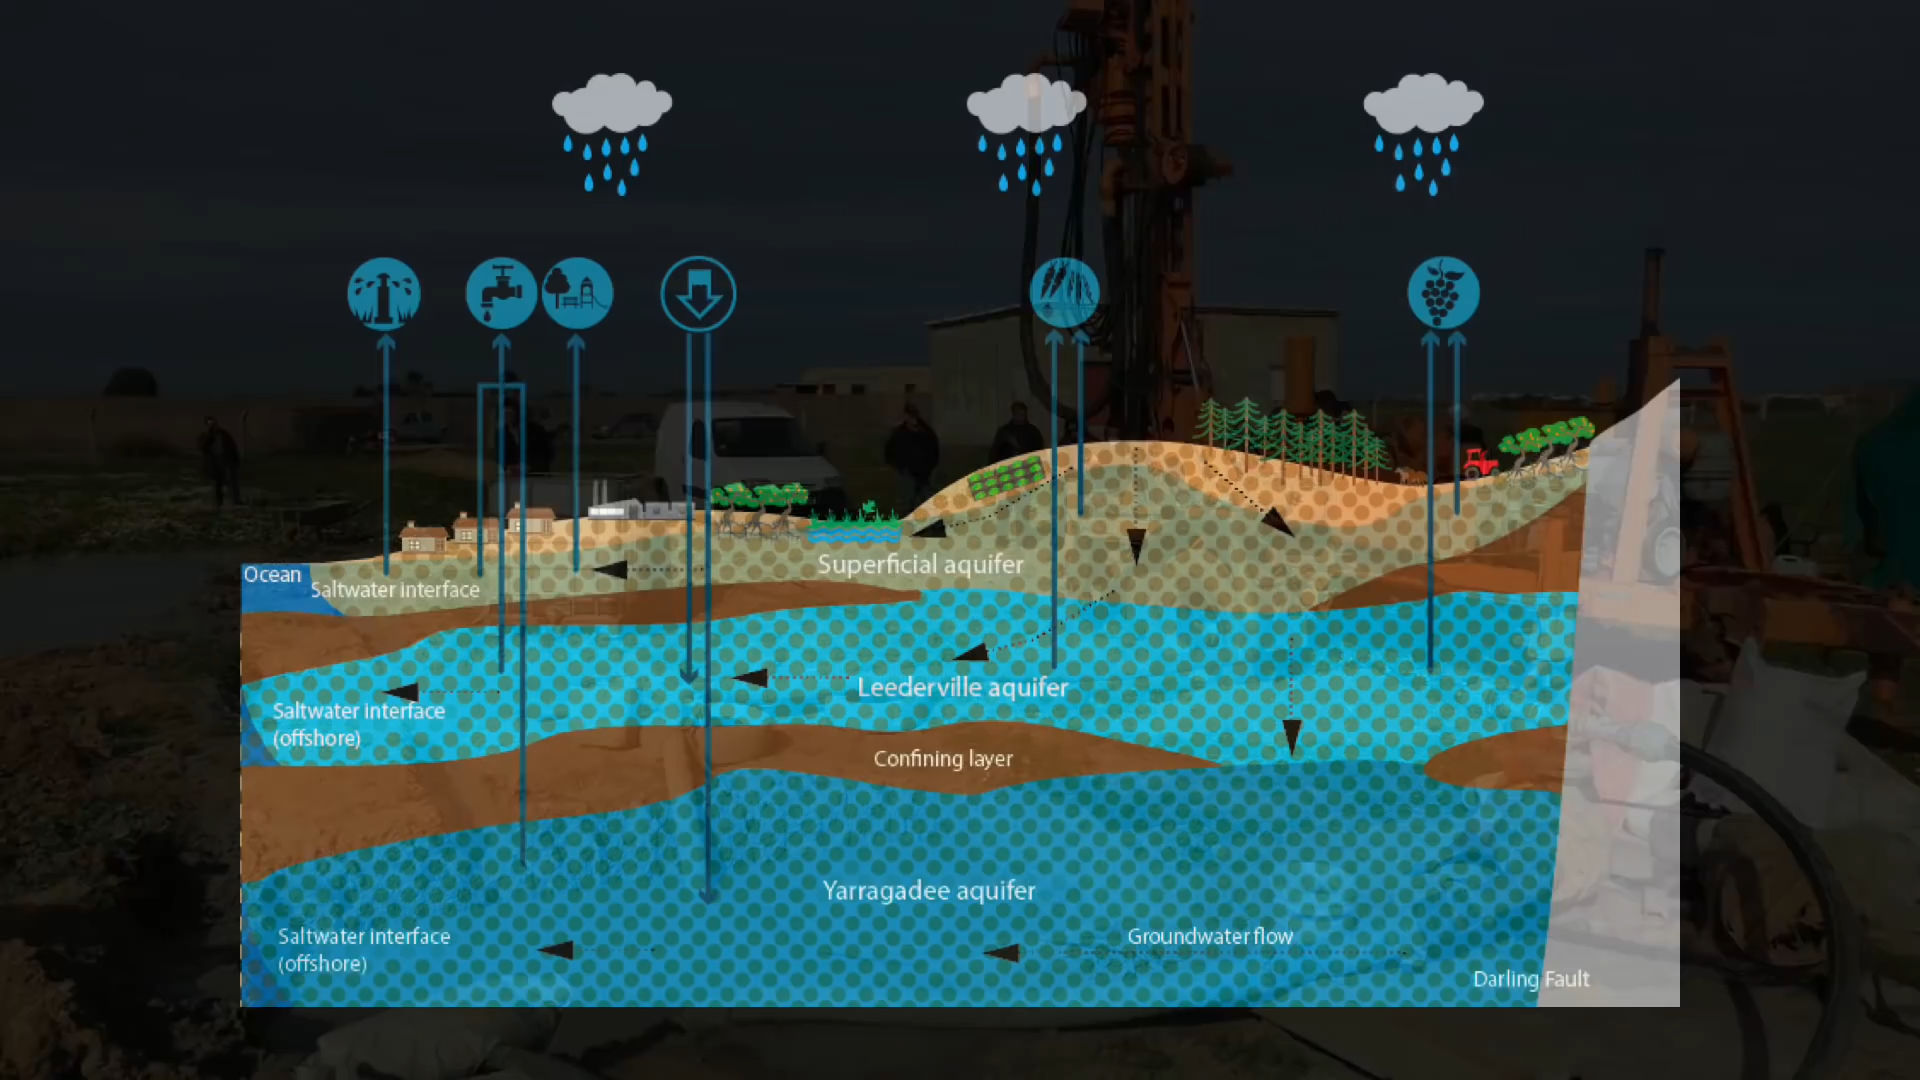 Ocean
Saltwater interface
Superficial aquifer
Leederville aquifer
Saltwater interface
(offshore)
Confining layer
Yarragadee aquifer
Saltwater interface
(offshore)
Groundwater flow
Darling Fault